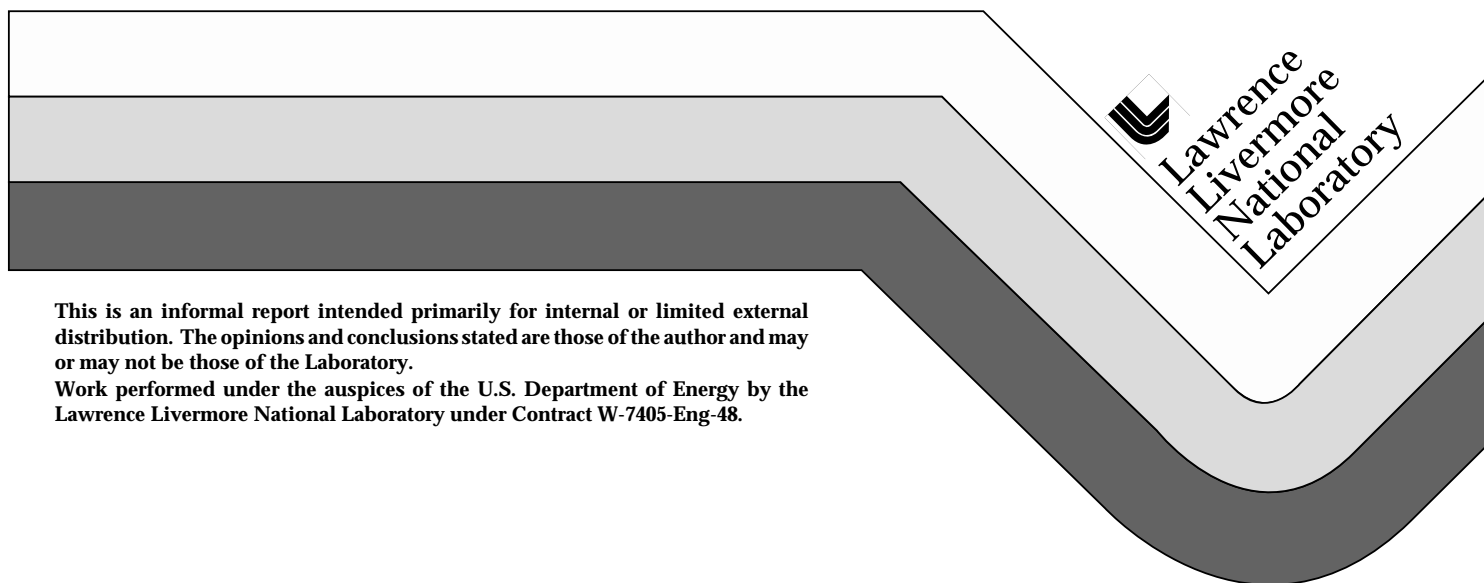 Lawrence
Livermore
National
Laboratory
This is an informal report intended primarily for internal or limited external
distribution. The opinions and conclusions stated are those of the author and may
or may not be those of the Laboratory.
Work performed under the auspices of the U.S. Department of Energy by the
Lawrence Livermore National Laboratory under Contract W-7405-Eng-48.